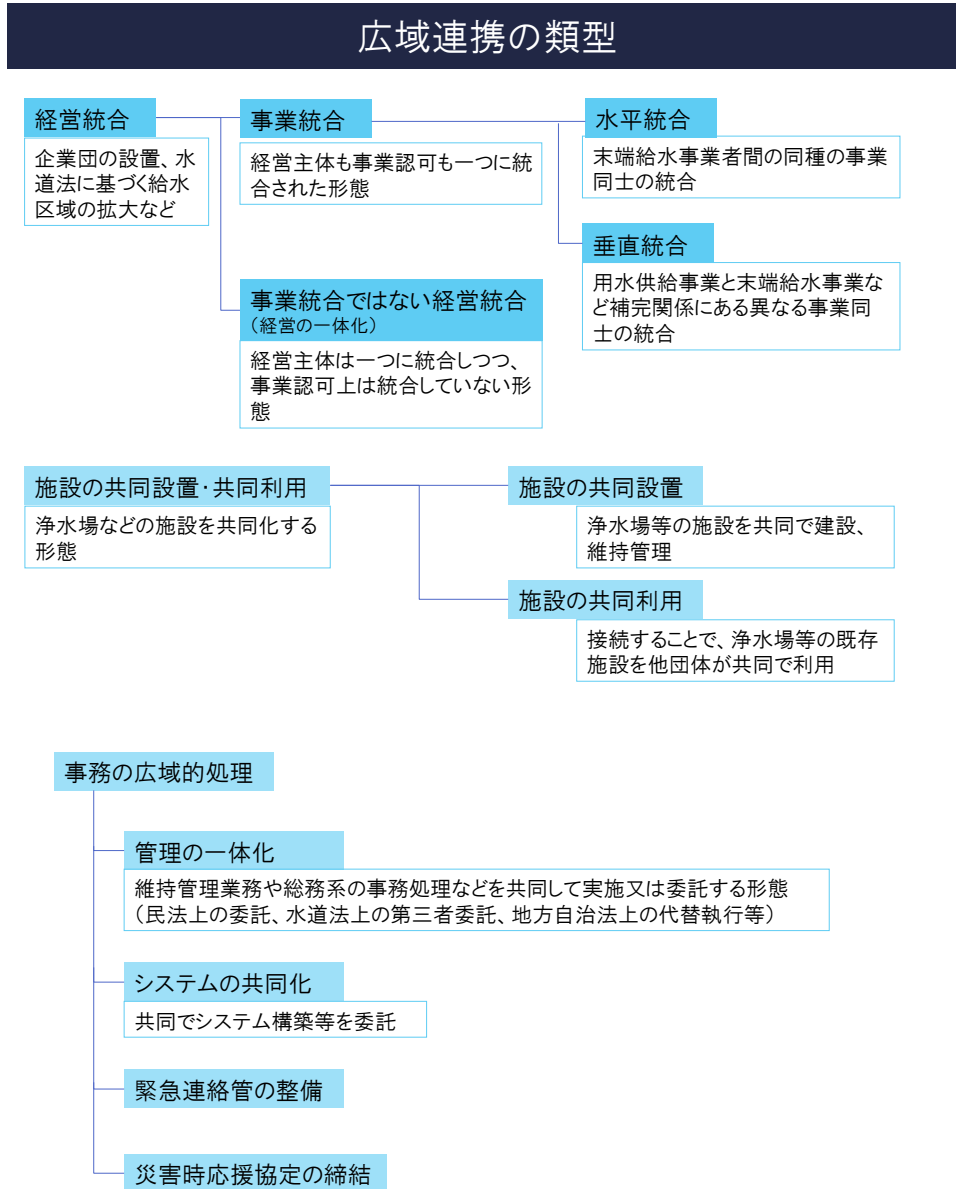 広域連携の類型
経営統合
企業団の設置、水
道法に基づく給水
区域の拡大など
事業統合
経営主体も事業認可も一つに統
合された形態
水平統合
末端給水事業者間の同種の事業
同士の統合
垂直統合
用水供給事業と末端給水事業な
ど補完関係にある異なる事業同
士の統合
事業統合ではない経営統合
（経営の一体化）
経営主体は一つに統合しつつ、
事業認可上は統合していない形
態
施設の共同設置・共同利用
浄水場などの施設を共同化する
形態
施設の共同設置
浄水場等の施設を共同で建設、
維持管理
施設の共同利用
接続することで、浄水場等の既存
施設を他団体が共同で利用
事務の広域的処理
管理の一体化
維持管理業務や総務系の事務処理などを共同して実施又は委託する形態
（民法上の委託、水道法上の第三者委託、地方自治法上の代替執行等）
システムの共同化
共同でシステム構築等を委託
緊急連絡管の整備
災害時応援協定の締結